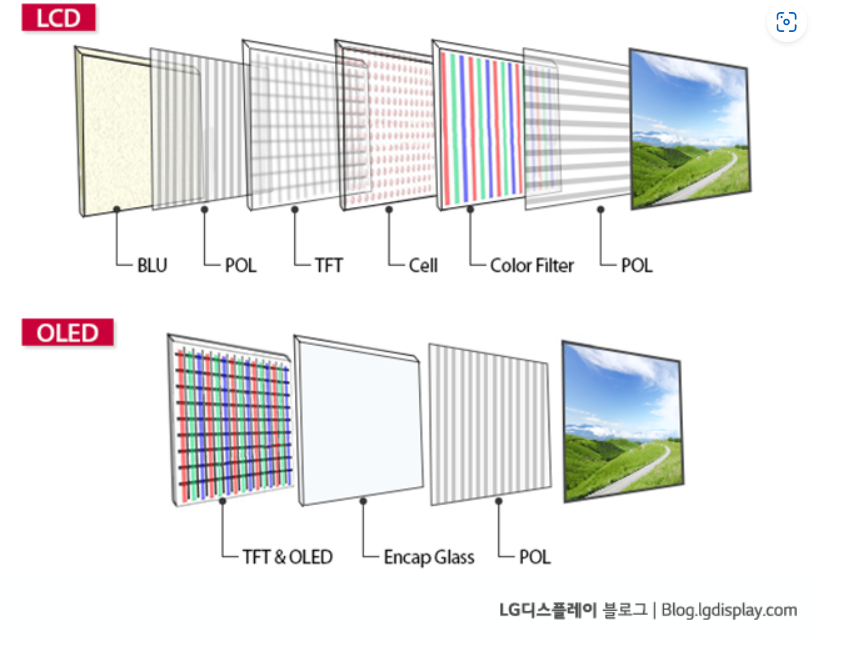 LCD
BLU
POL
TFT
Cell
Color Filter
POL
OLED
TFT & OLED
Encap Glass
POL
LG디스플레이 블로그 | Blog.lgdisplay.com